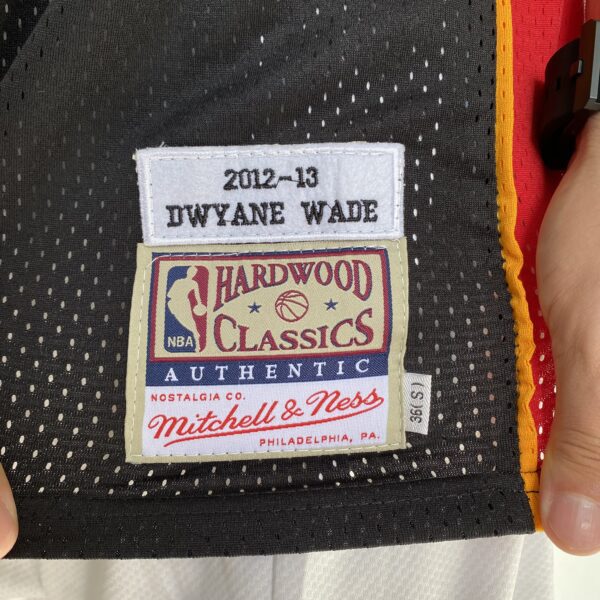 2012-13
DWYANE WADE
NBA
HARDWOOD
CLASSICS
AUTHENTIC
NOSTALGIA CO.
Mitchell & Ness
PHILADELPHIA, PA.
36(S)